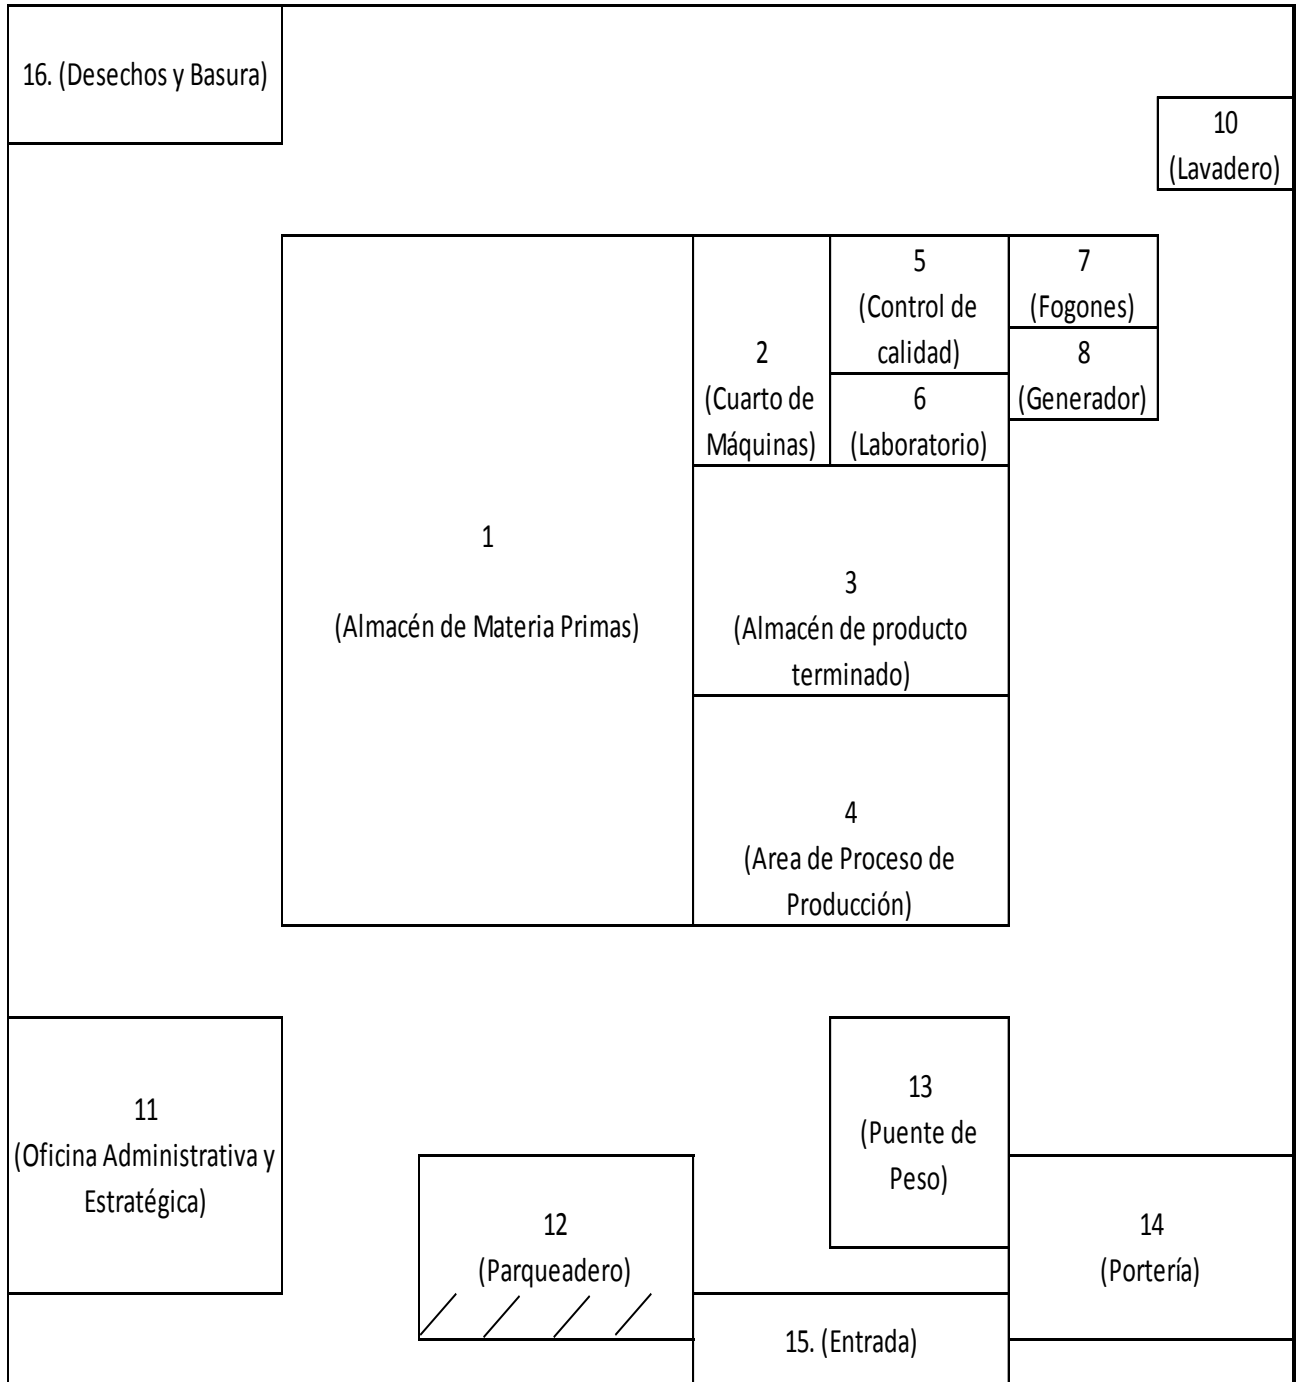 16. (Desechos y Basura)
10
(Lavadero)
5
(Control de
calidad)
7
(Fogones)
2
(Cuarto de
Máquinas)
6
(Laboratorio)
8
(Generador)
1
(Almacén de Materia Primas)
3
(Almacén de producto
terminado)
4
(Area de Proceso de
Producción)
11
(Oficina Administrativa y
Estratégica)
12
(Parqueadero)
13
(Puente de
Peso)
14
(Portería)
15. (Entrada)